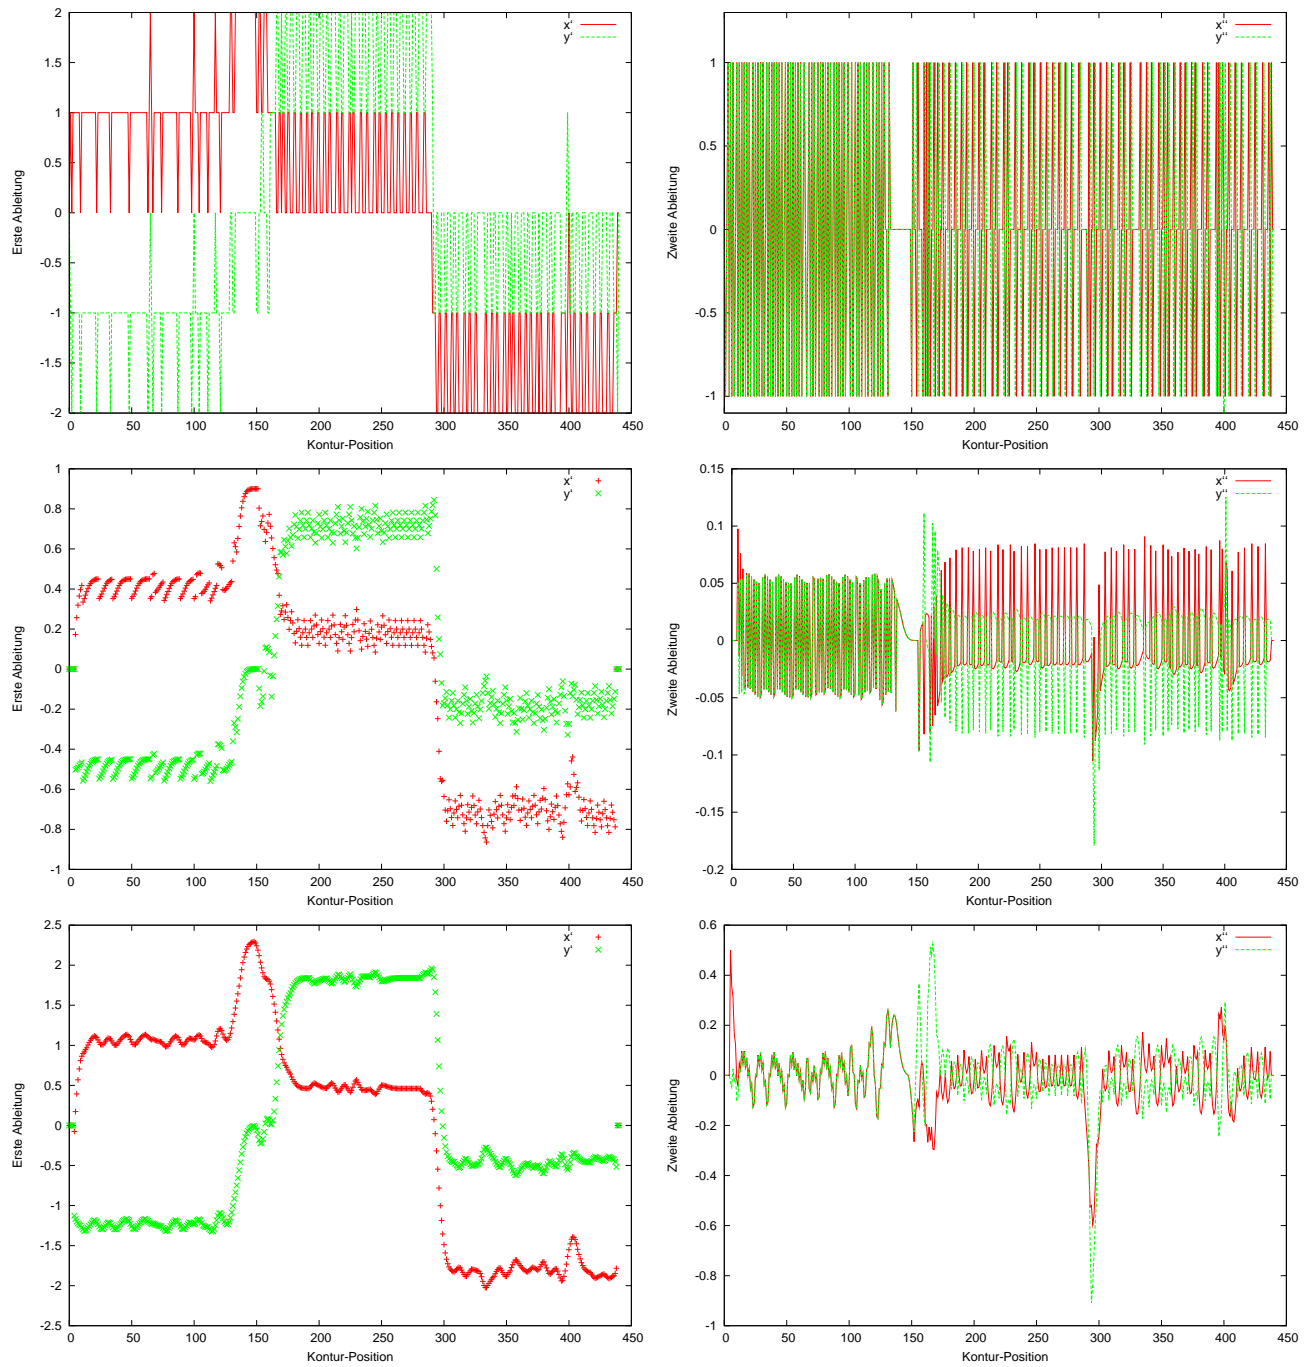 2
1.5
1
0.5
0
-0.5
-1
-1.5
-2
0 50 100 150 200 250 300 350 400 450
Erste Ableitung
Kontur-Position
x‘
y‘
1
0.5
0
-0.5
-1
0 50 100 150 200 250 300 350 400 450
Zweite Ableitung
Kontur-Position
x‘‘
y‘‘
1
0.8
0.6
0.4
0.2
0
-0.2
-0.4
-0.6
-0.8
-1
0 50 100 150 200 250 300 350 400 450
Erste Ableitung
Kontur-Position
x‘
y‘
0.15
0.1
0.05
0
-0.05
-0.1
-0.15
-0.2
0 50 100 150 200 250 300 350 400 450
Zweite Ableitung
Kontur-Position
x‘‘
y‘‘
2.5
2
1.5
1
0.5
0
-0.5
-1
-1.5
-2
-2.5
0 50 100 150 200 250 300 350 400 450
Erste Ableitung
Kontur-Position
x‘
y‘
0.6
0.4
0.2
0
-0.2
-0.4
-0.6
-0.8
-1
0 50 100 150 200 250 300 350 400 450
Zweite Ableitung
Kontur-Position
x‘‘
y‘‘